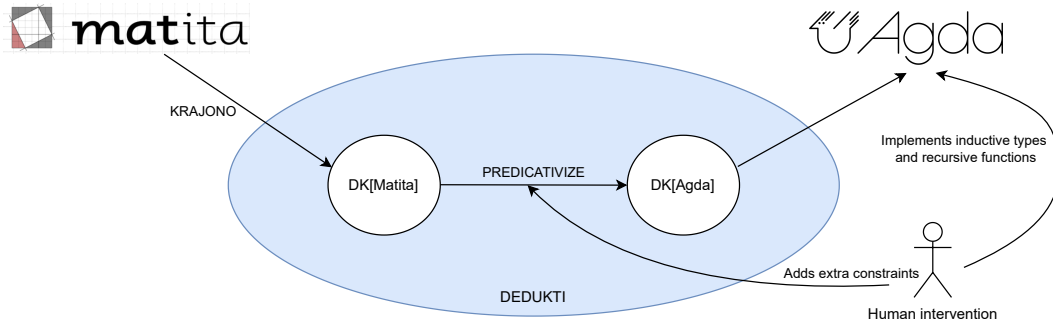 matita
Agda
KRAJONO
Implements inductive types
and recursive functions
DK[Matita]
PREDICATIVIZE
DK[Agda]
Adds extra constraints
DEDUKTI
Human intervention